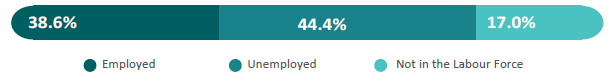 38.6% 44.4% 17.0%
Employed Unemployed Not in the Labour Force